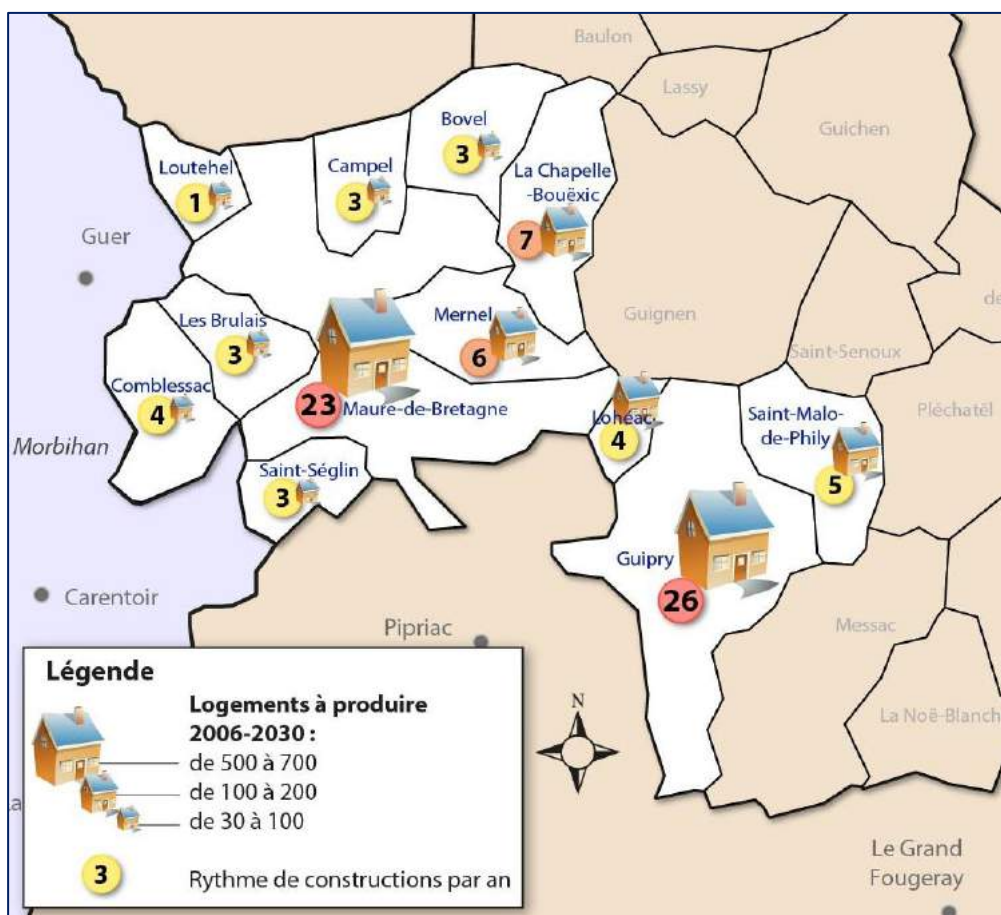 Baulon
Lassy
Guichen
Bovel
3
Loutehel
1
Campel
3
La Chapelle
-Bouëxic
7
Guer
Guignen
de
Les Brulais
3
Mernel
6
Saint-Senoux
Comblessac
4
23
Maure-de-Bretagne
Lohéac
4
Saint-Malo-
de-Phily
5
Pléchatel
Morbihan
Saint-Séglin
3
Guipry
26
Carentoir
Pipriac
Messac
La Noë-Blanch
N
Légende
Logements à produire
2006-2030 :
de 500 à 700
de 100 à 200
de 30 à 100
3
Rythme de constructions par an
Le Grand
Fougeray